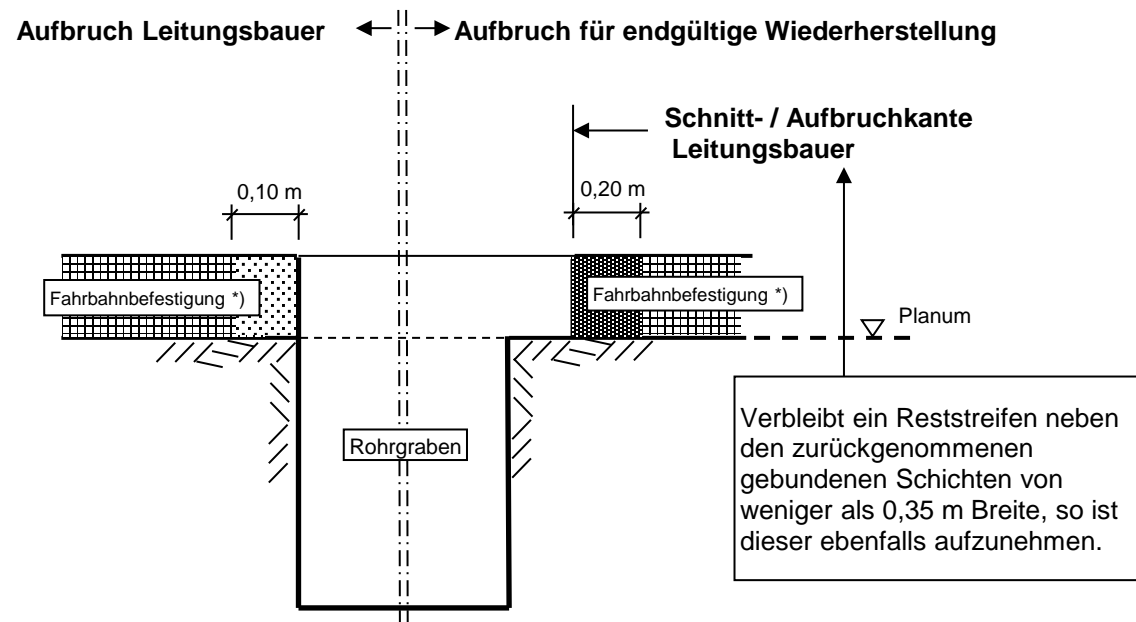 Aufbruch Leitungsbauer
Aufbruch für endgültige Wiederherstellung
Schnitt- / Aufbruchkante
Leitungsbauer
0,10 m
0,20 m
Fahrbahnbefestigung *)
Fahrbahnbefestigung *)
Planum
Rohrgraben
Verbleibt ein Reststreifen neben
den zurückgenommenen
gebundenen Schichten von
weniger als 0,35 m Breite, so ist
dieser ebenfalls aufzunehmen.